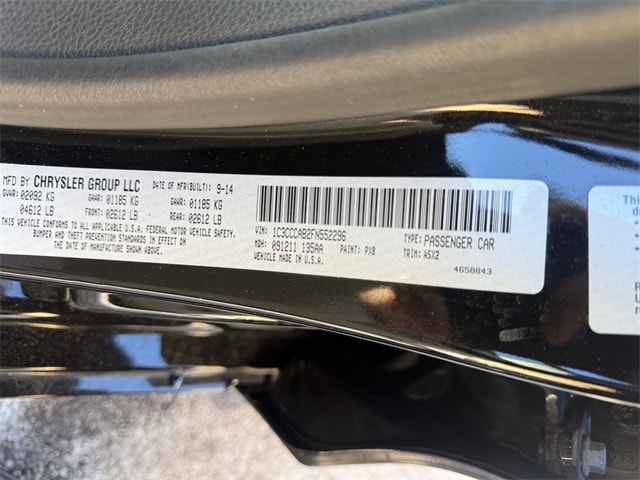 MFD BY CHRYSLER GROUP LLC DATE OF MFR(BUILT): 9-14
GVWR: 02092 KG GAWR: 01185 KG GAWR: 01185 KG
04612 LB FRONT: 02612 LB REAR: 02612 LB
THIS VEHICLE CONFORMS TO ALL APPLICABLE U.S.A. FEDERAL MOTOR VEHICLE SAFETY,
BUMPER AND THEFT PREVENTION STANDARDS IN EFFECT ON
THE DATE OF MANUFACTURE SHOWN ABOVE.
VIN: 1C3CCCAB2FN552296 TYPE: PASSENGER CAR
MDH: 091211 135AA PAINT: PX8 TRIM: A5X2
VEHICLE MADE IN U.S.A. 4658843
This